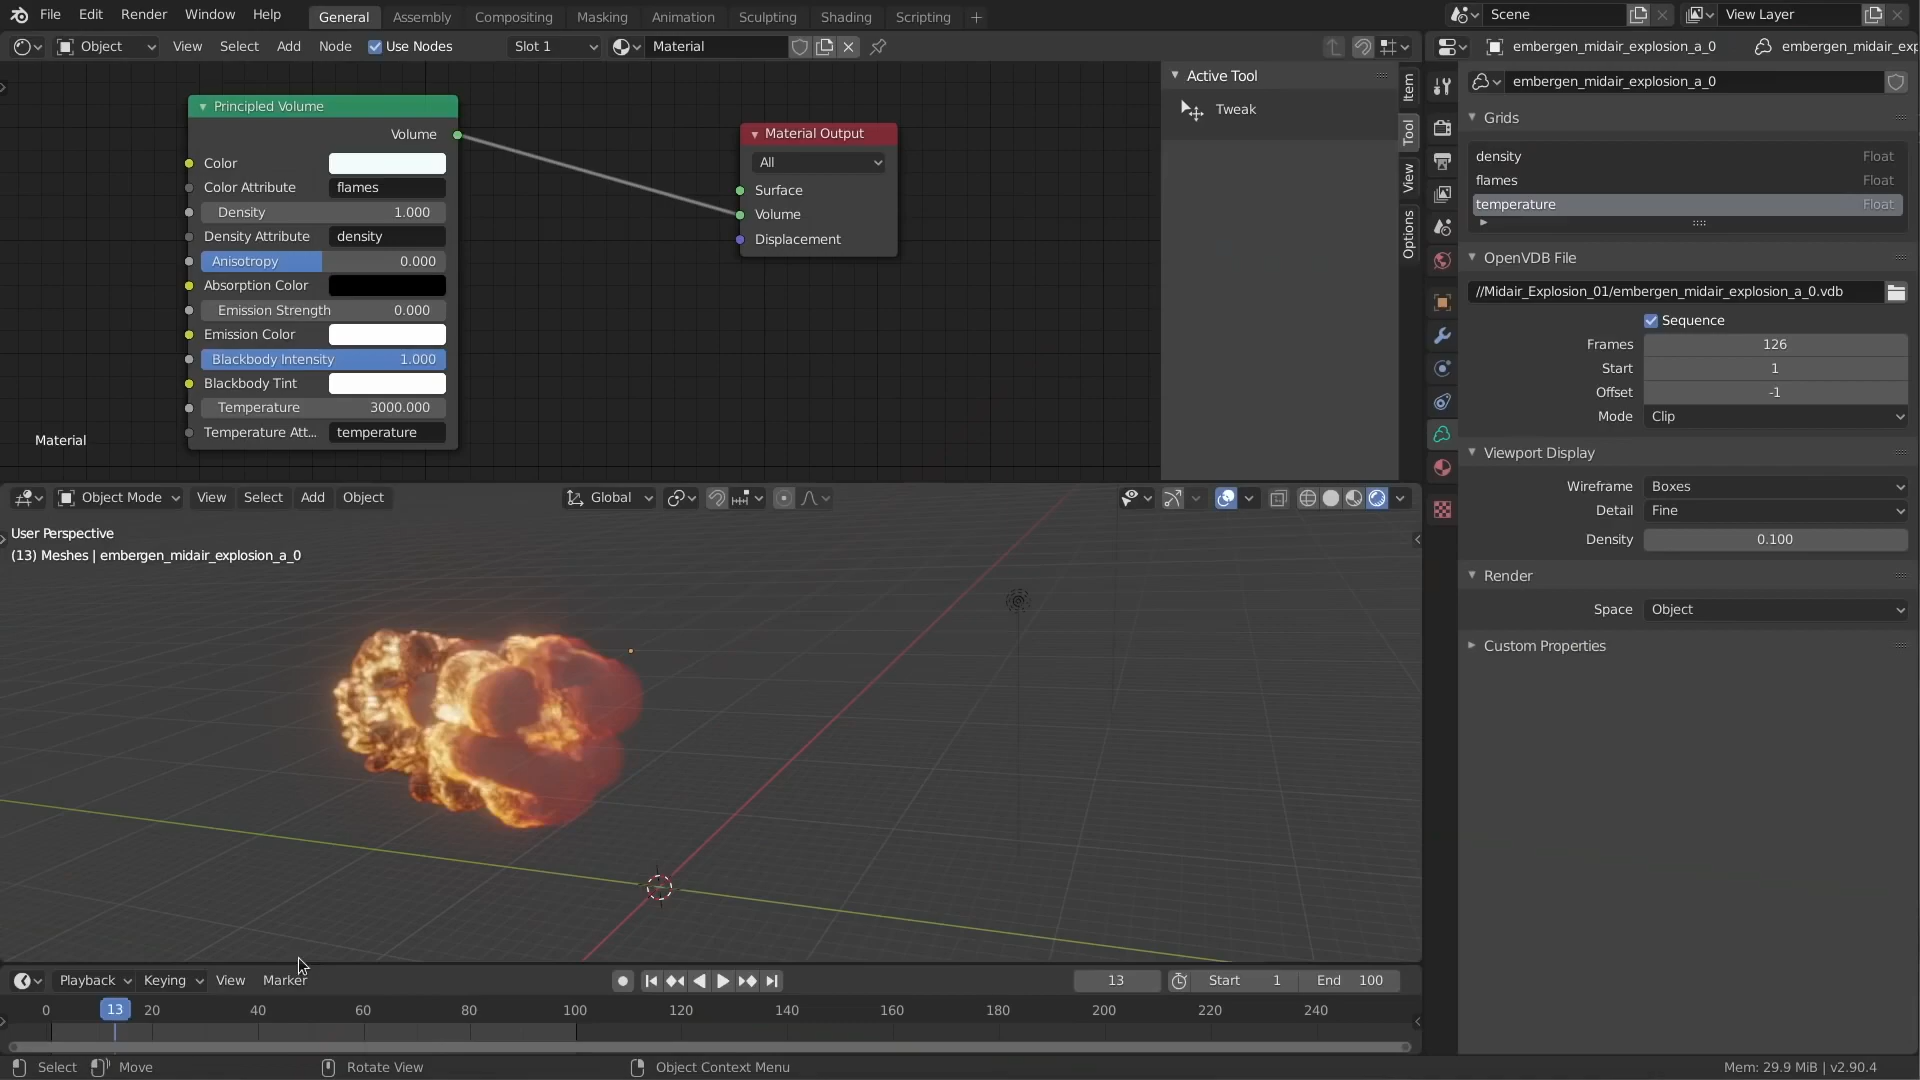 File Edit Render Window Help General Assembly Compositing Masking Animation Sculpting Shading Scripting + Scene View Layer
Object View Select Add Node Use Nodes Slot 1 Material embergen_midair_explosion_a_0 embergen_midair_exp
Active Tool
Tweak
Item
Tool
View
Options
Principled Volume
Volume
Color
Color Attribute flames
Density 1.000
Density Attribute density
Anisotropy 0.000
Absorption Color
Emission Strength 0.000
Emission Color
Blackbody Intensity 1.000
Blackbody Tint
Temperature 3000.000
Temperature Att... temperature
Material Output
All
Surface
Volume
Displacement
Material
embergen_midair_explosion_a_0
Grids
density Float
flames Float
temperature Float
OpenVDB File
//Midair_Explosion_01/embergen_midair_explosion_a_0.vdb
Sequence
Frames 126
Start 1
Offset -1
Mode Clip
Viewport Display
Wireframe Boxes
Detail Fine
Density 0.100
Render
Space Object
Custom Properties
Object Mode View Select Add Object Global
User Perspective
(13) Meshes | embergen_midair_explosion_a_0
Playback Keying View Marker 13 Start 1 End 100
0 13 20 40 60 80 100 120 140 160 180 200 220 240
Select Move Rotate View Object Context Menu Mem: 29.9 MiB | v2.90.4